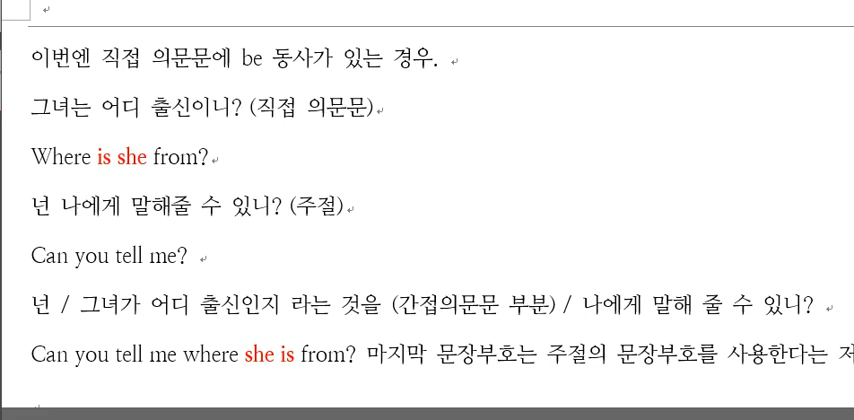 이번엔 직접 의문문에 be 동사가 있는 경우.
그녀는 어디 출신이니? (직접 의문문)
Where is she from?
넌 나에게 말해줄 수 있니? (주절)
Can you tell me?
넌 / 그녀가 어디 출신인지 라는 것을 (간접의문문 부분) / 나에게 말해 줄 수 있니?
Can you tell me where she is from? 마지막 문장부호는 주절의 문장부호를 사용한다는